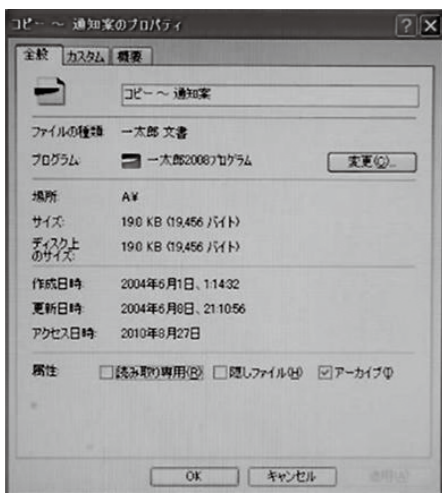 コピー ～ 通知案のプロパティ
全般 カスタム 概要
コピー ～ 通知案
ファイルの種類: 一太郎 文書
プログラム: 一太郎2008プログラム 変更(C)...
場所: A:¥
サイズ: 19.0 KB (19,456 バイト)
ディスク上
のサイズ: 19.0 KB (19,456 バイト)
作成日時: 2004年6月1日、1:14:32
更新日時: 2004年6月8日、21:10:56
アクセス日時: 2010年8月27日
属性: 読み取り専用(R) 隠しファイル(H) アーカイブ(I)
OK キャンセル 適用(A)